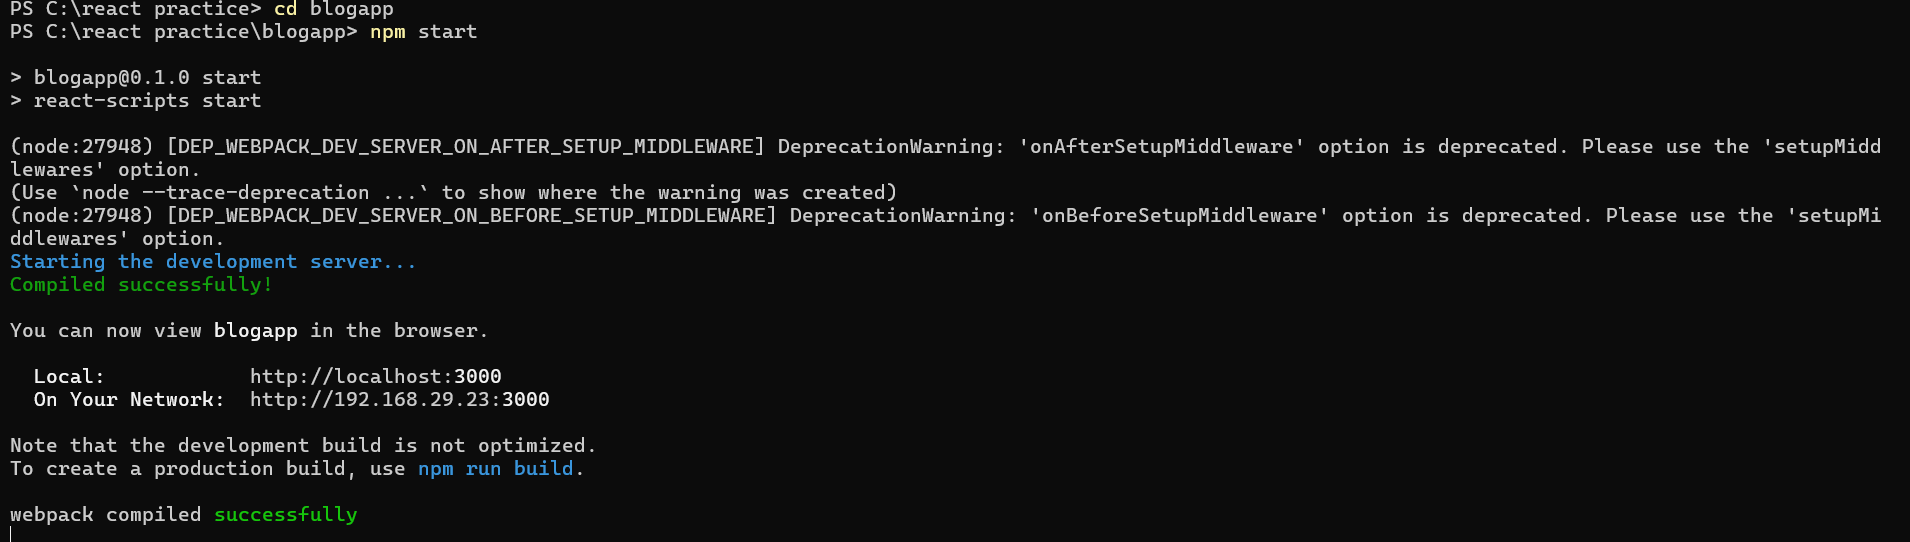 PS C:\react practice> cd blogapp
PS C:\react practice\blogapp> npm start
> blogapp@0.1.0 start
> react-scripts start
(node:27948) [DEP_WEBPACK_DEV_SERVER_ON_AFTER_SETUP_MIDDLEWARE] DeprecationWarning: 'onAfterSetupMiddleware' option is deprecated. Please use the 'setupMidd
lewares' option.
(Use `node --trace-deprecation ...` to show where the warning was created)
(node:27948) [DEP_WEBPACK_DEV_SERVER_ON_BEFORE_SETUP_MIDDLEWARE] DeprecationWarning: 'onBeforeSetupMiddleware' option is deprecated. Please use the 'setupMi
ddlewares' option.
Starting the development server...
Compiled successfully!
You can now view blogapp in the browser.
Local: http://localhost:3000
On Your Network: http://192.168.29.23:3000
Note that the development build is not optimized.
To create a production build, use npm run build.
webpack compiled successfully